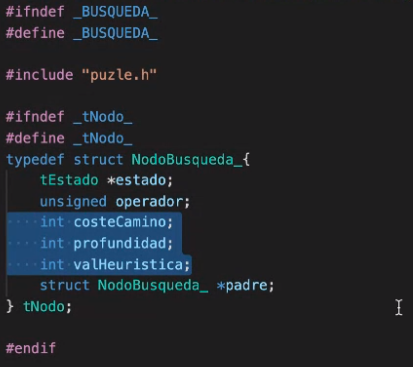 #ifndef _BUSQUEDA_
#define _BUSQUEDA_
#include "puzle.h"
#ifndef _tNodo_
#define _tNodo_
typedef struct NodoBusqueda_{
    tEstado *estado;
    unsigned operador;
    int costeCamino;
    int profundidad;
    int valHeuristica;
    struct NodoBusqueda_ *padre;
} tNodo;
#endif